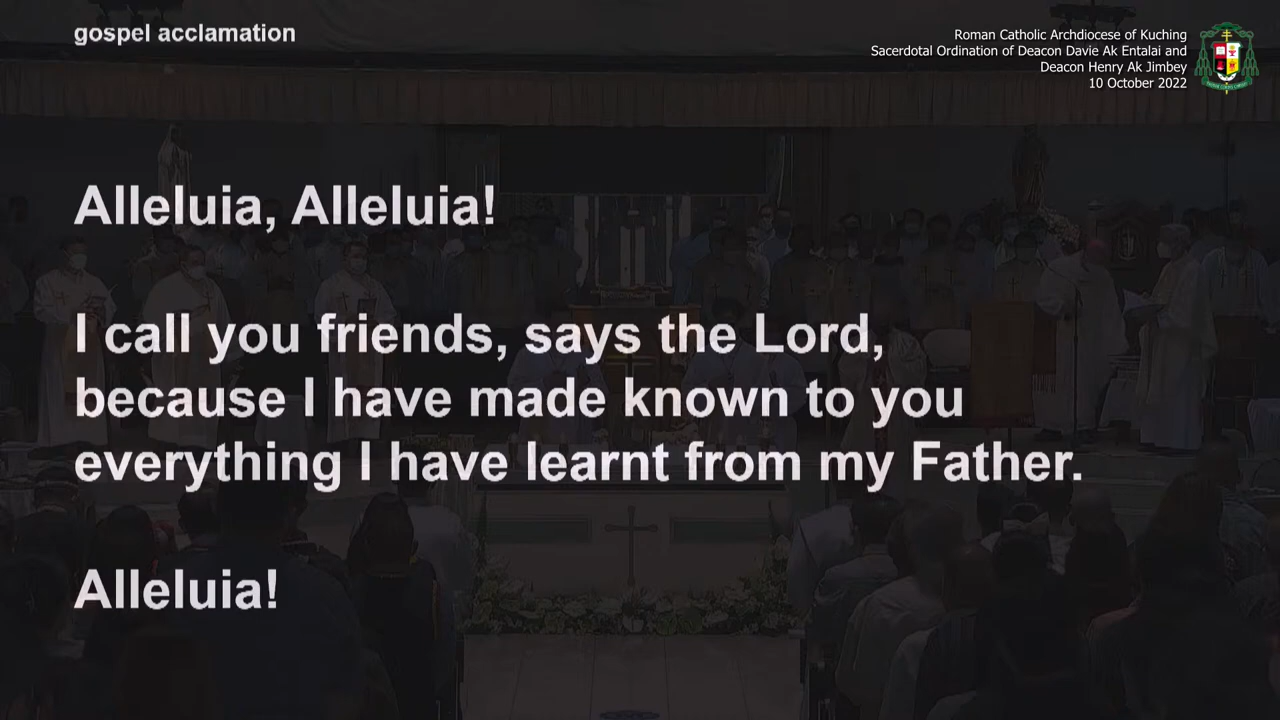 gospel acclamation
Roman Catholic Archdiocese of Kuching
Sacerdotal Ordination of Deacon Davie Ak Entalai and
Deacon Henry Ak Jimbey
10 October 2022
Alleluia, Alleluia!
I call you friends, says the Lord,
because I have made known to you
everything I have learnt from my Father.
Alleluia!